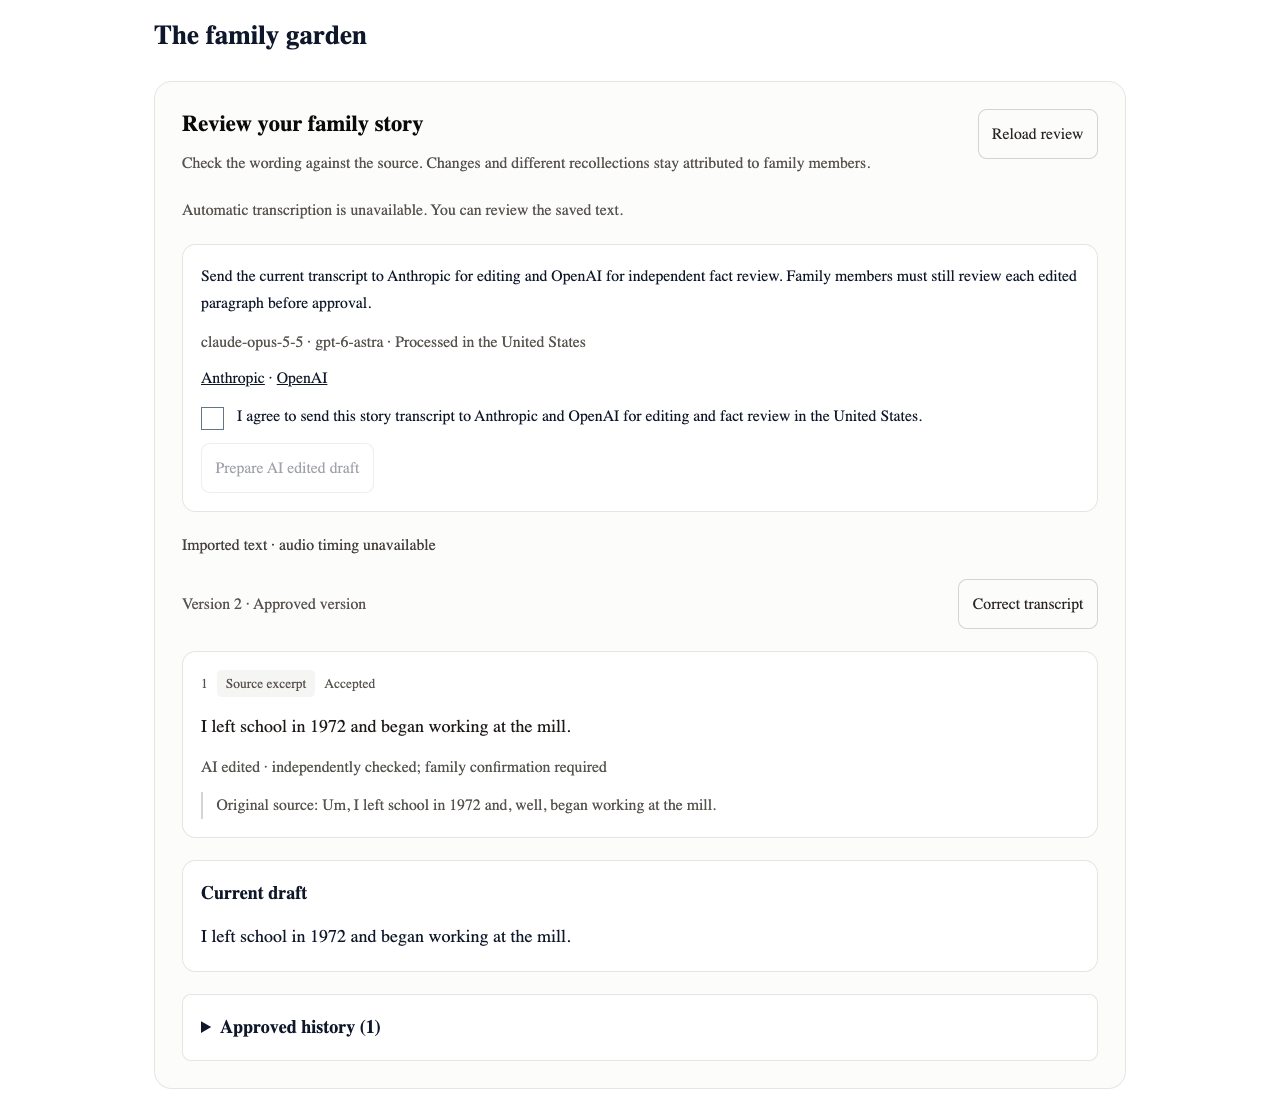 The family garden
Review your family story
Reload review
Check the wording against the source. Changes and different recollections stay attributed to family members.
Automatic transcription is unavailable. You can review the saved text.
Send the current transcript to Anthropic for editing and OpenAI for independent fact review. Family members must still review each edited
paragraph before approval.
claude-opus-5-5 · gpt-6-astra · Processed in the United States
Anthropic · OpenAI
I agree to send this story transcript to Anthropic and OpenAI for editing and fact review in the United States.
Prepare AI edited draft
Imported text · audio timing unavailable
Version 2 · Approved version
Correct transcript
1 Source excerpt Accepted
I left school in 1972 and began working at the mill.
AI edited · independently checked; family confirmation required
Original source: Um, I left school in 1972 and, well, began working at the mill.
Current draft
I left school in 1972 and began working at the mill.
Approved history (1)